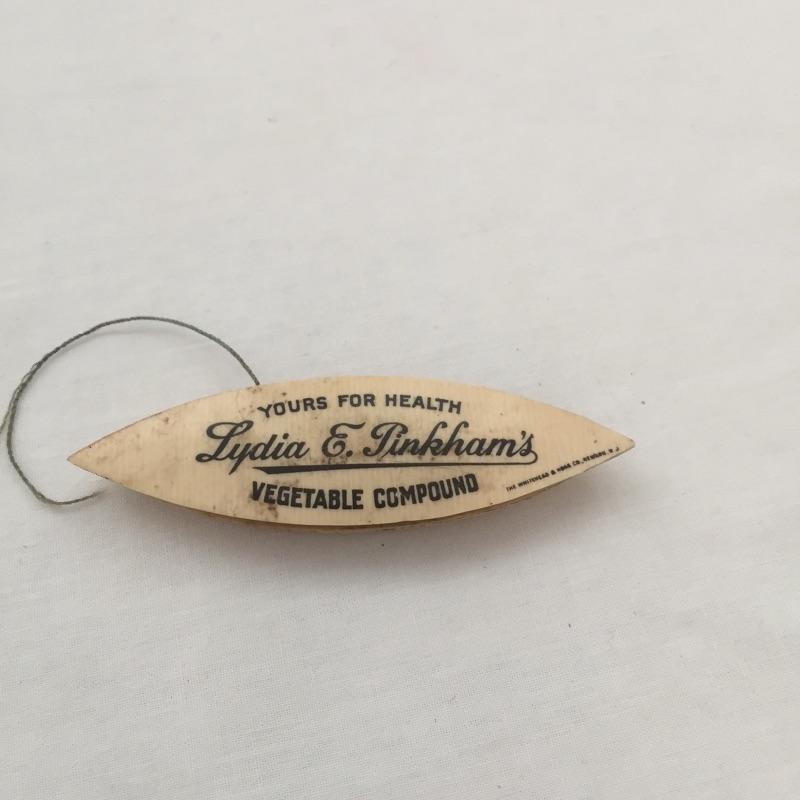 YOURS FOR HEALTH
Lydia E. Pinkham's
VEGETABLE COMPOUND
THE WHITEHEAD & HOAG CO., NEWARK, N.J.